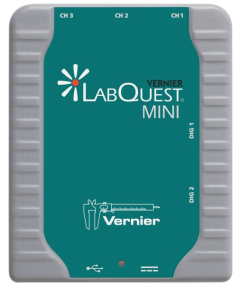 CH 3 CH 2 CH 1
VERNIER
LABQUEST®
MINI
DIG 1
DIG 2
Vernier